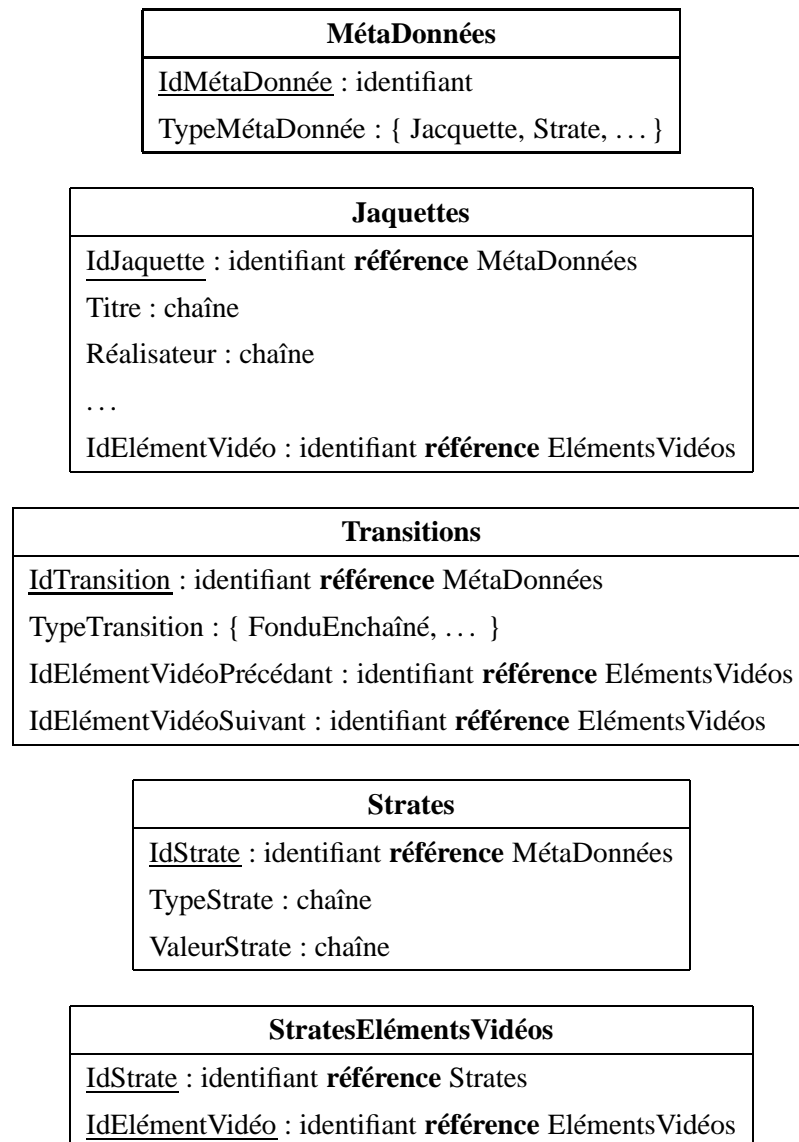 MétaDonnées
IdMétaDonnée : identifiant
TypeMétaDonnée : { Jacquette, Strate, ... }
Jaquettes
IdJaquette : identifiant référence MétaDonnées
Titre : chaîne
Réalisateur : chaîne
...
IdElémentVidéo : identifiant référence ElémentsVidéos
Transitions
IdTransition : identifiant référence MétaDonnées
TypeTransition : { FonduEnchaîné, ... }
IdElémentVidéoPrécédant : identifiant référence ElémentsVidéos
IdElémentVidéoSuivant : identifiant référence ElémentsVidéos
Strates
IdStrate : identifiant référence MétaDonnées
TypeStrate : chaîne
ValeurStrate : chaîne
StratesElémentsVidéos
IdStrate : identifiant référence Strates
IdElémentVidéo : identifiant référence ElémentsVidéos